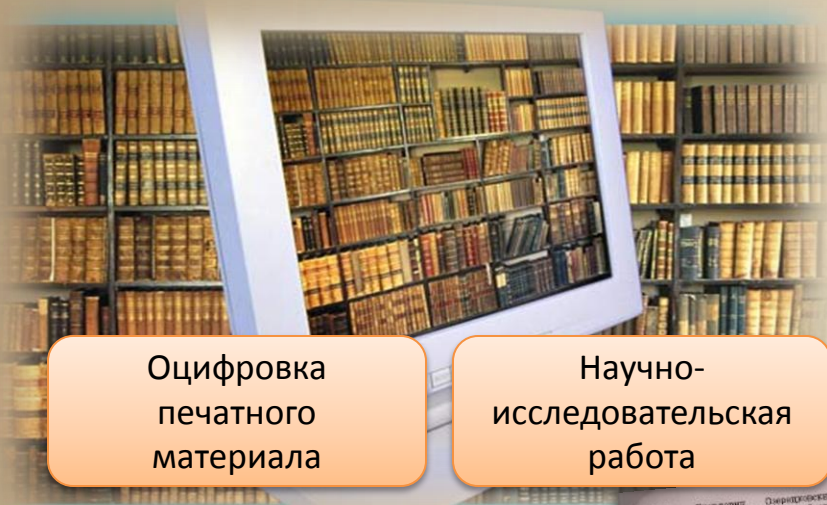 Оцифровка
печатного
материала
Научно-
исследовательская
работа